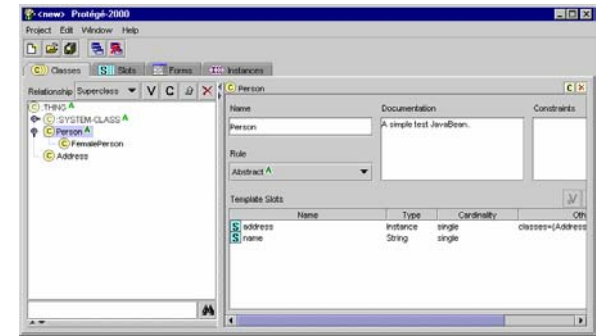 <new> Protégé-2000
Project Edit Window Help
C Classes S Slots Forms Instances
Relationship Superclass V C X
C :THING A
C :SYSTEM-CLASS A
C Person A
C FemalePerson
C Address
C Person C X
Name Documentation Constraints
Person A simple test JavaBean.
Role
Abstract A
Template Slots V
Name Type Cardinality Oth
S address Instance single classes={Address
S name String single